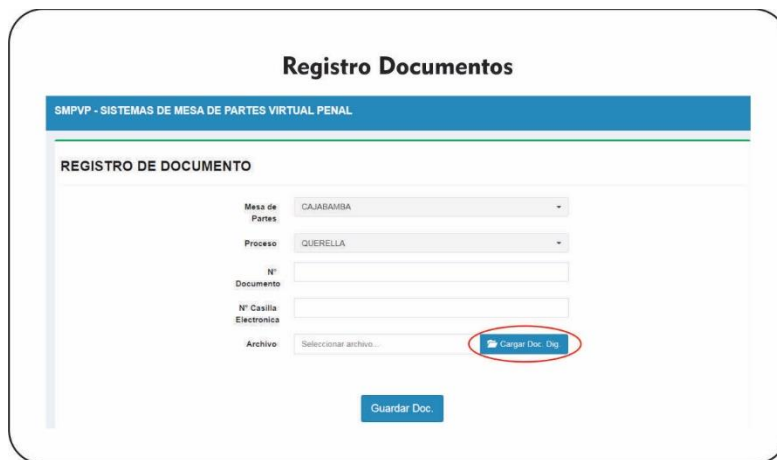 Registro Documentos
SMPVP - SISTEMAS DE MESA DE PARTES VIRTUAL PENAL
REGISTRO DE DOCUMENTO
Mesa de
Partes
CAJABAMBA
Proceso
QUERELLA
N°
Documento
N° Casilla
Electronica
Archivo
Seleccionar archivo...
Cargar Doc. Dig.
Guardar Doc.